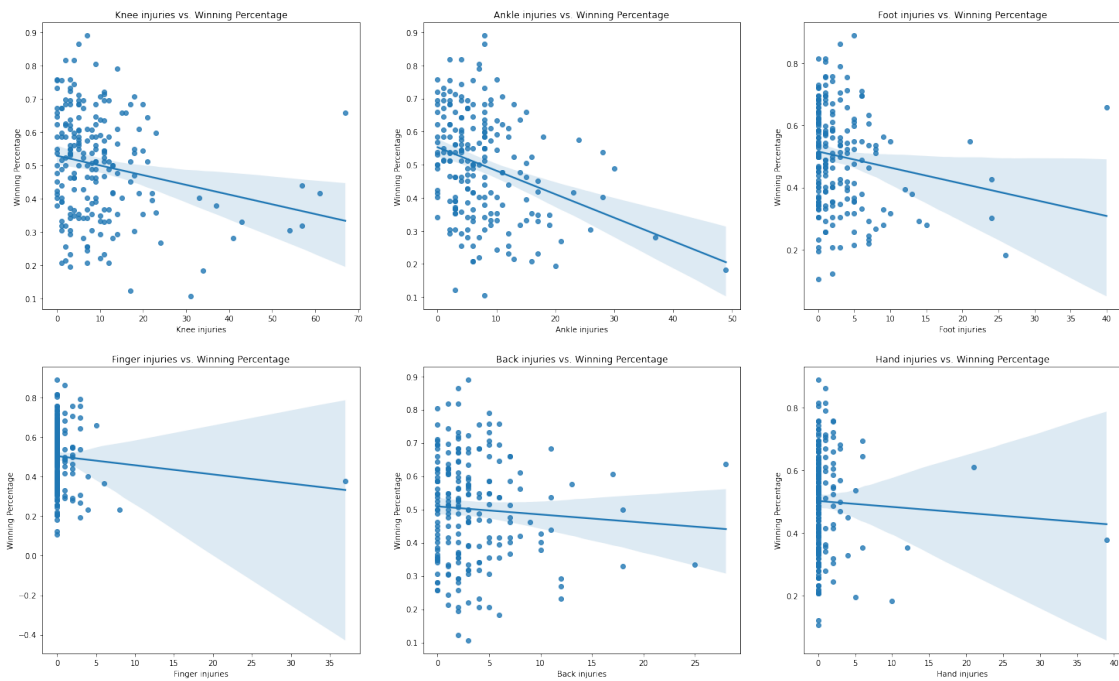 Knee injuries vs. Winning Percentage
Winning Percentage
0.9
0.8
0.7
0.6
0.5
0.4
0.3
0.2
0.1
0 10 20 30 40 50 60 70
Knee injuries
Ankle injuries vs. Winning Percentage
Winning Percentage
0.9
0.8
0.7
0.6
0.5
0.4
0.3
0.2
0.1
0 10 20 30 40 50
Ankle injuries
Foot injuries vs. Winning Percentage
Winning Percentage
0.8
0.6
0.4
0.2
0 5 10 15 20 25 30 35 40
Foot injuries
Finger injuries vs. Winning Percentage
Winning Percentage
0.8
0.6
0.4
0.2
0.0
−0.2
−0.4
0 5 10 15 20 25 30 35
Finger injuries
Back injuries vs. Winning Percentage
Winning Percentage
0.9
0.8
0.7
0.6
0.5
0.4
0.3
0.2
0.1
0 5 10 15 20 25
Back injuries
Hand injuries vs. Winning Percentage
Winning Percentage
0.8
0.6
0.4
0.2
0 5 10 15 20 25 30 35 40
Hand injuries